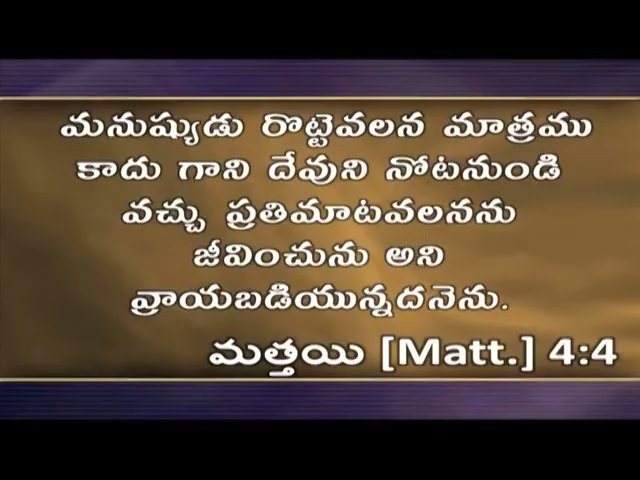 మనుష్యుడు రొట్టెవలన మాత్రము
కాదు గాని దేవుని నోటనుండి
వచ్చు ప్రతిమాటవలనను
జీవించును అని
వ్రాయబడియున్నదనెను.
మత్తయి [Matt.] 4:4